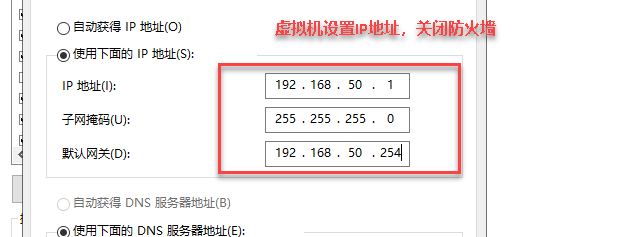 自动获得 IP 地址(O)
虚拟机设置IP地址，关闭防火墙
使用下面的 IP 地址(S):
IP 地址(I): 192 . 168 . 50 . 1
子网掩码(U): 255 . 255 . 255 . 0
默认网关(D): 192 . 168 . 50 . 254
自动获得 DNS 服务器地址(B)
使用下面的 DNS 服务器地址(E):